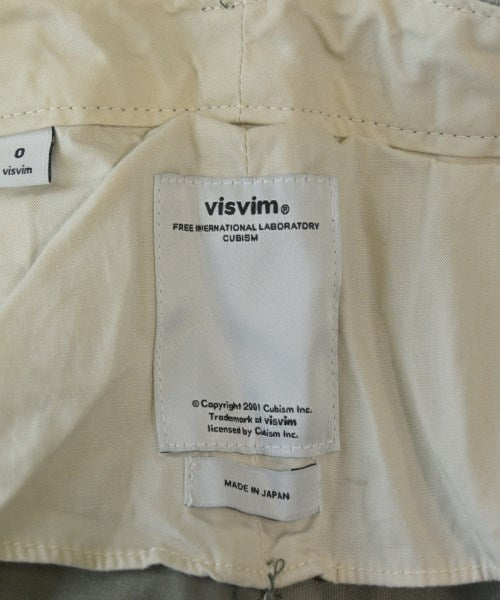 0
visvim
visvim®
FREE INTERNATIONAL LABORATORY
CUBISM
© Copyright 2001 Cubism Inc.
Trademark of visvim
licensed by Cubism Inc.
MADE IN JAPAN